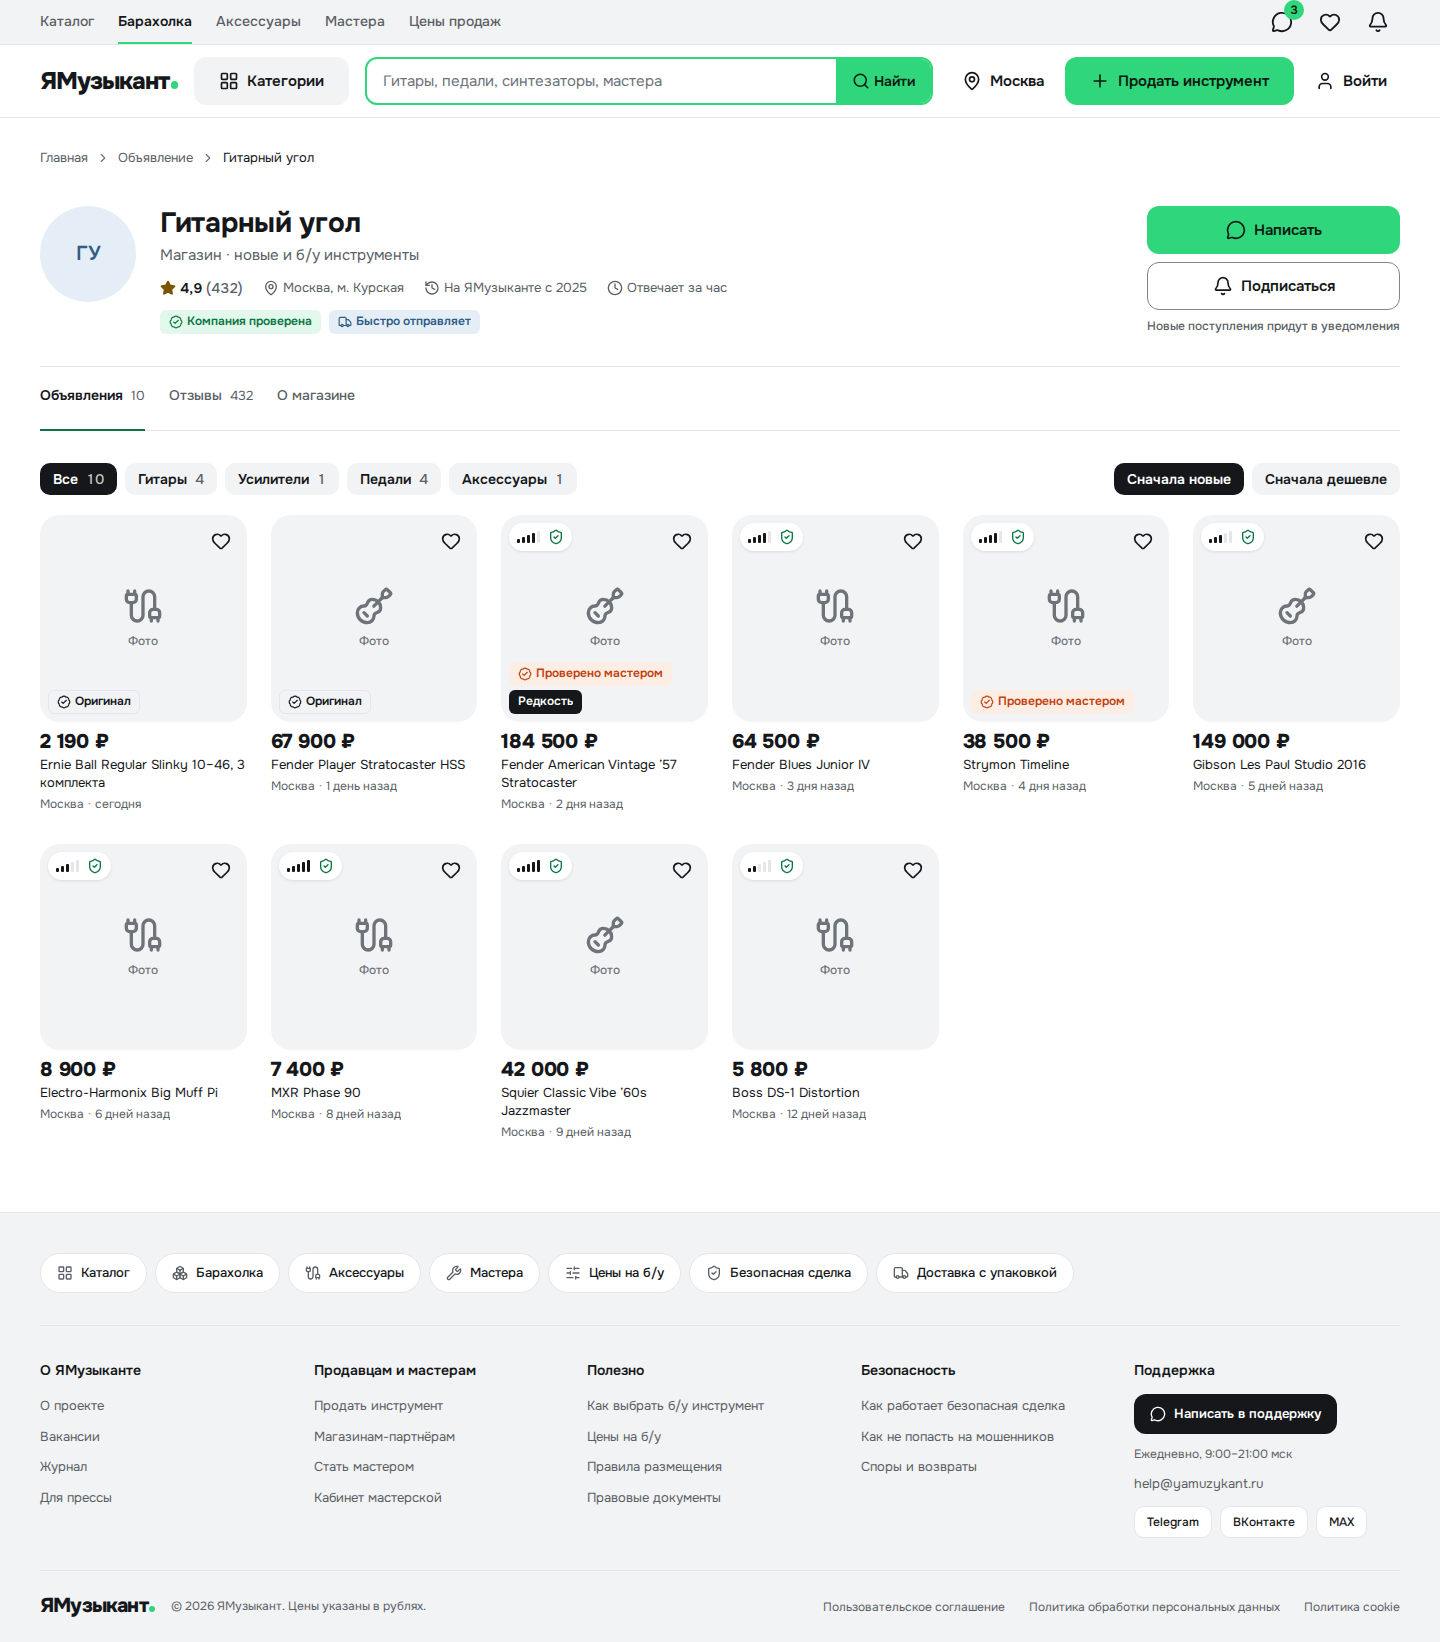 Каталог Барахолка Аксессуары Мастера Цены продаж 3
ЯМузыкант. Категории Гитары, педали, синтезаторы, мастера Найти Москва Продать инструмент Войти
Главная Объявление Гитарный угол
ГУ
Гитарный угол
Магазин · новые и б/у инструменты
4,9 (432) Москва, м. Курская На ЯМузыканте с 2025 Отвечает за час
Компания проверена Быстро отправляет
Написать
Подписаться
Новые поступления придут в уведомления
Объявления 10 Отзывы 432 О магазине
Все 10 Гитары 4 Усилители 1 Педали 4 Аксессуары 1 Сначала новые Сначала дешевле
Фото Фото Фото Фото Фото Фото
Проверено мастером
Оригинал Оригинал Редкость Проверено мастером
2 190 ₽ 67 900 ₽ 184 500 ₽ 64 500 ₽ 38 500 ₽ 149 000 ₽
Ernie Ball Regular Slinky 10–46, 3 Fender Player Stratocaster HSS Fender American Vintage ’57 Fender Blues Junior IV Strymon Timeline Gibson Les Paul Studio 2016
комплекта Москва · 1 день назад Stratocaster Москва · 3 дня назад Москва · 4 дня назад Москва · 5 дней назад
Москва · сегодня Москва · 2 дня назад
Фото Фото Фото Фото
8 900 ₽ 7 400 ₽ 42 000 ₽ 5 800 ₽
Electro-Harmonix Big Muff Pi MXR Phase 90 Squier Classic Vibe ’60s Boss DS-1 Distortion
Москва · 6 дней назад Москва · 8 дней назад Jazzmaster Москва · 12 дней назад
Москва · 9 дней назад
Каталог Барахолка Аксессуары Мастера Цены на б/у Безопасная сделка Доставка с упаковкой
О ЯМузыканте Продавцам и мастерам Полезно Безопасность Поддержка
О проекте Продать инструмент Как выбрать б/у инструмент Как работает безопасная сделка Написать в поддержку
Вакансии Магазинам-партнёрам Цены на б/у Как не попасть на мошенников Ежедневно, 9:00–21:00 мск
Журнал Стать мастером Правила размещения Споры и возвраты help@yamuzykant.ru
Для прессы Кабинет мастерской Правовые документы
Telegram ВКонтакте MAX
ЯМузыкант. © 2026 ЯМузыкант. Цены указаны в рублях. Пользовательское соглашение Политика обработки персональных данных Политика cookie